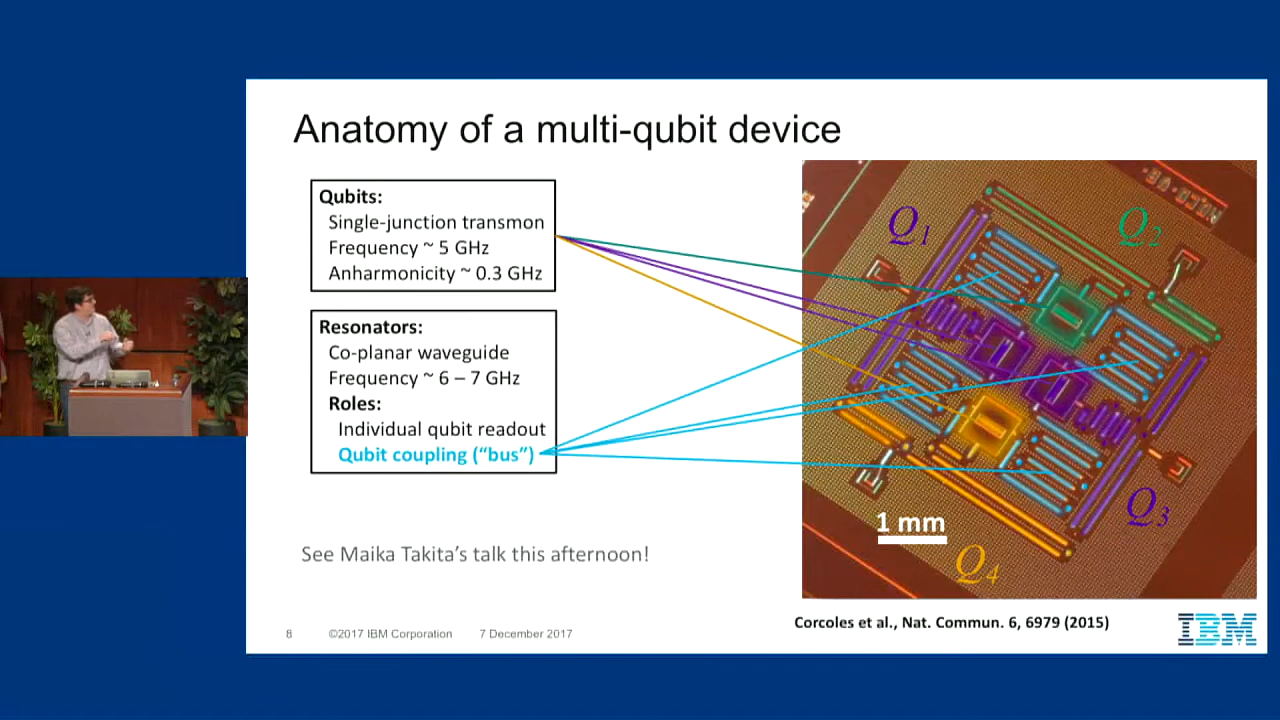 Anatomy of a multi-qubit device
Qubits:
Single-junction transmon
Frequency ~ 5 GHz
Anharmonicity ~ 0.3 GHz
Resonators:
Co-planar waveguide
Frequency ~ 6 – 7 GHz
Roles:
Individual qubit readout
Qubit coupling (“bus”)
See Maika Takita’s talk this afternoon!
Q1
Q2
Q3
1 mm
Q4
Corcoles et al., Nat. Commun. 6, 6979 (2015)
8 ©2017 IBM Corporation 7 December 2017
IBM